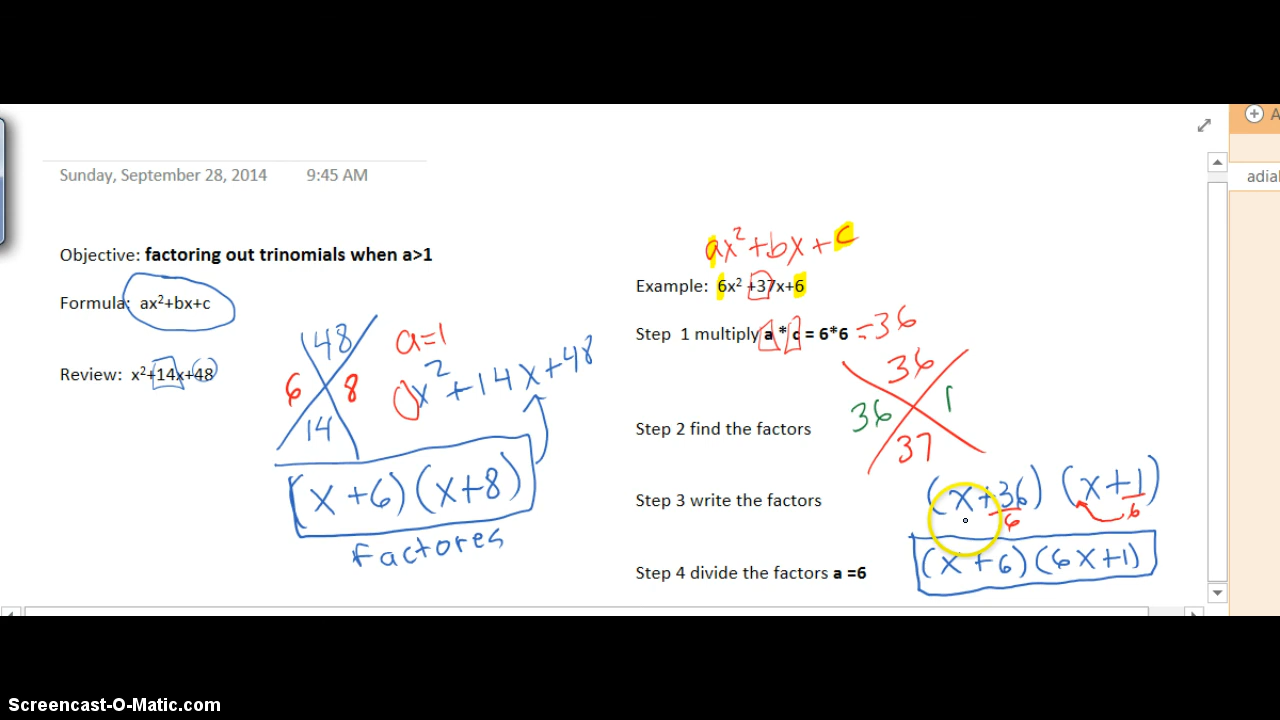 Sunday, September 28, 2014 9:45 AM
Objective: factoring out trinomials when a>1
Formula: ax²+bx+c
Review: x²+14x+48
48
6 8
14
a=1
x²+14x+48
(x+6)(x+8)
Factores
ax²+bx+c
Example: 6x² +37x+6
Step 1 multiply a * c = 6*6 =36
36
36 1
37
Step 2 find the factors
Step 3 write the factors
(x+36) (x+1)
6 6
Step 4 divide the factors a =6
(x+6)(6x+1)
Screencast-O-Matic.com